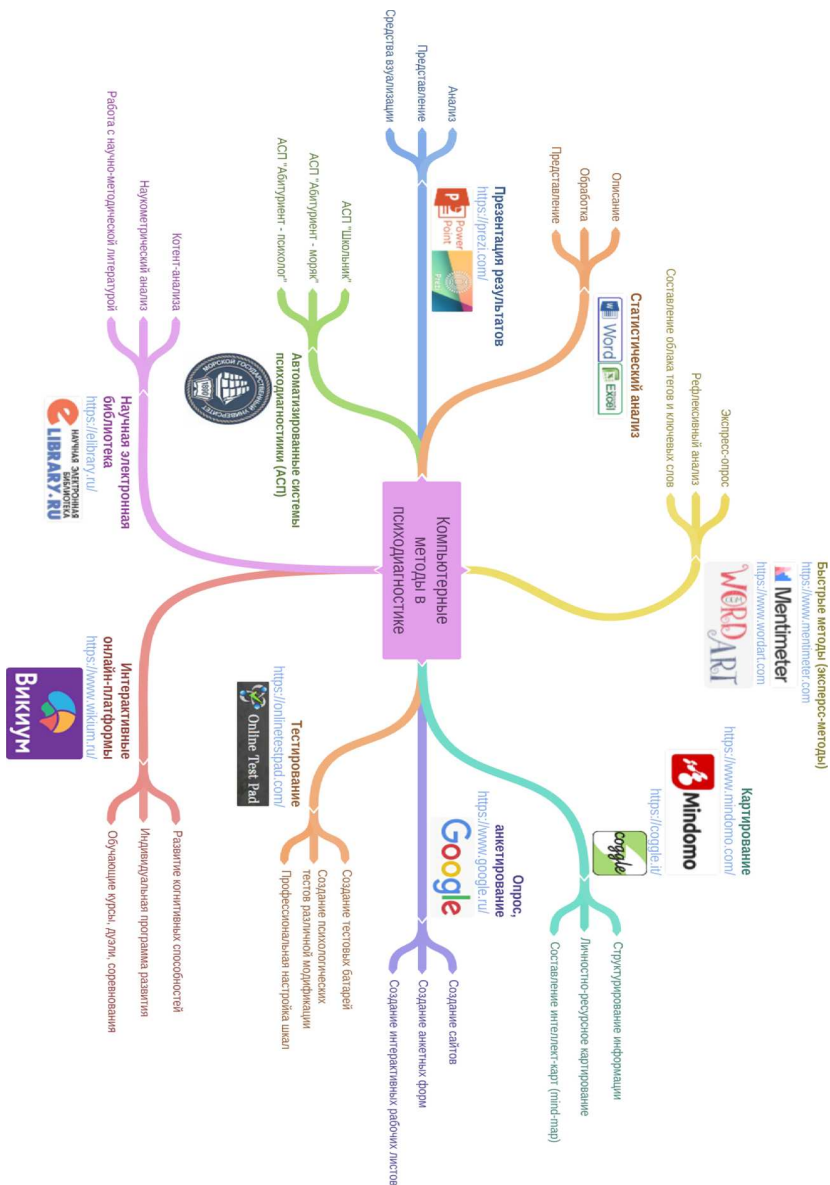 Компьютерные
методы в
психодиагностике
Быстрые методы (экспресс-методы)
https://www.mentimeter.com
Mentimeter
https://www.wordart.com
WORD
ART
Экспресс-опрос
Рефлексивный анализ
Составление облака тегов и ключевых слов
Картирование
https://www.mindomo.com/
Mindomo
https://coggle.it/
coggle
Структурирование информации
Личностно-ресурсное картирование
Составление интеллект-карт (mind-map)
Опрос,
анкетирование
https://www.google.ru/
Google
Создание сайтов
Создание анкетных форм
Создание интерактивных рабочих листов
Тестирование
https://onlinetestpad.com/
Online Test Pad
Создание тестовых батарей
Создание психологических
тестов различной модификации
Профессиональная настройка шкал
Интерактивные
онлайн-платформы
https://www.wikium.ru/
Викиум
Развитие когнитивных способностей
Индивидуальная программа развития
Обучающие курсы, дуэли, соревнования
Статистический анализ
Word
Excel
Описание
Обработка
Представление
Презентация результатов
https://prezi.com/
Power
Point
Prezi
Анализ
Представление
Средства взуализации
Автоматизированные системы
психодиагностиики (АСП)
МОРСКОЙ ГОСУДАРСТВЕННЫЙ УНИВЕРСИТЕТ
1890
АСП "Школьник"
АСП "Абитуриент - моряк"
АСП "Абитуриент - психолог"
Научная электронная
библиотека
https://elibrary.ru/
НАУЧНАЯ ЭЛЕКТРОННАЯ
БИБЛИОТЕКА
eLIBRARY.RU
Котент-анализа
Наукометрический анализ
Работа с научно-методической литературой